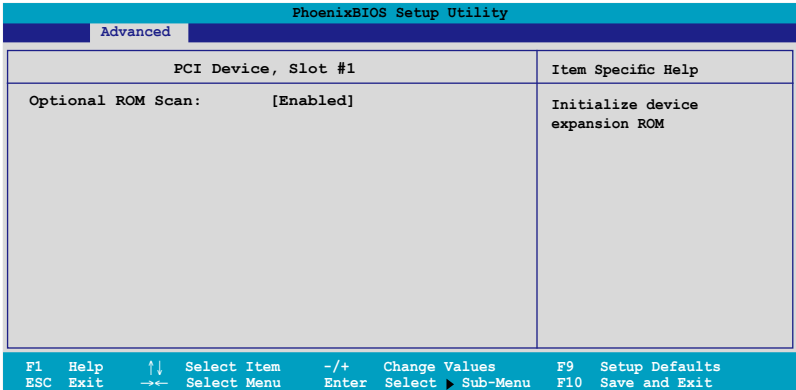 PhoenixBIOS Setup Utility
Advanced
PCI Device, Slot #1
Item Specific Help
Optional ROM Scan: [Enabled]
Initialize device
expansion ROM
F1 Help ↑↓ Select Item -/+ Change Values F9 Setup Defaults
ESC Exit →← Select Menu Enter Select ▶ Sub-Menu F10 Save and Exit